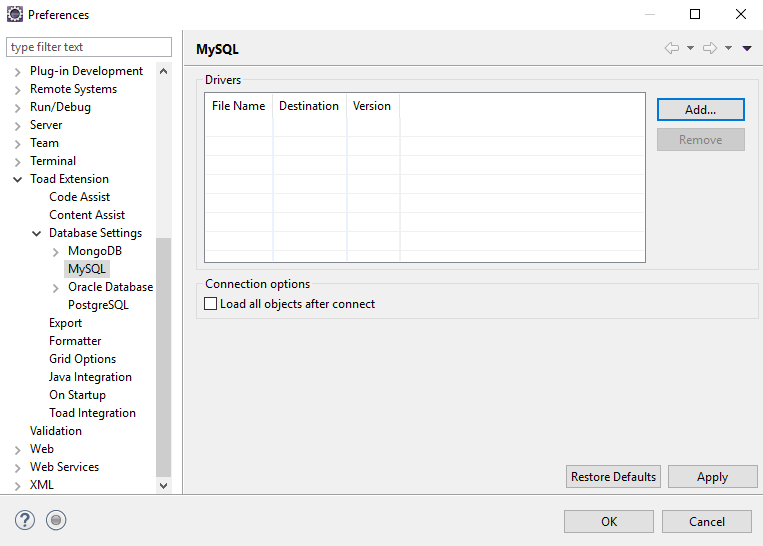 Preferences
type filter text
Plug-in Development
Remote Systems
Run/Debug
Server
Team
Terminal
Toad Extension
Code Assist
Content Assist
Database Settings
MongoDB
MySQL
Oracle Database
PostgreSQL
Export
Formatter
Grid Options
Java Integration
On Startup
Toad Integration
Validation
Web
Web Services
XML
MySQL
Drivers
File Name Destination Version
Add...
Remove
Connection options
Load all objects after connect
Restore Defaults Apply
? OK Cancel